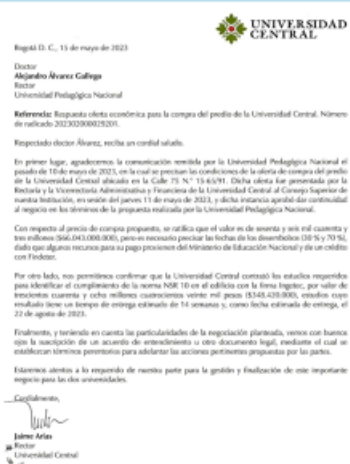 UNIVERSIDAD
CENTRAL
Bogotá D. C., 15 de mayo de 2023
Doctor
Alejandro Álvarez Gallego
Rector
Universidad Pedagógica Nacional
Referencia: Respuesta oferta económica para la compra del predio de la Universidad Central. Número
de radicado 202302000029201.
Respectado doctor Álvarez, reciba un cordial saludo.
En primer lugar, agradecemos la comunicación remitida por la Universidad Pedagógica Nacional el
pasado de 10 de mayo de 2023, en la cual se precisan las condiciones de la oferta de compra del predio
de la Universidad Central ubicado en la Calle 75 N.° 15-65/91. Dicha oferta fue presentada por la
Rectoría y la Vicerrectoría Administrativa y Financiera de la Universidad Central al Consejo Superior de
nuestra Institución, en sesión del jueves 11 de mayo de 2023, y dicha instancia aprobó dar continuidad
al negocio en los términos de la propuesta realizada por la Universidad Pedagógica Nacional.
Con respecto al precio de compra propuesto, se ratifica que el valor es de sesenta y seis mil cuarenta y
tres millones ($66.043.000.000), pero es necesario precisar las fechas de los desembolsos (30 % y 70 %),
dado que algunos recursos para su pago provienen del Ministerio de Educación Nacional y de un crédito
con Findeter.
Por otro lado, nos permitimos confirmar que la Universidad Central contrató los estudios requeridos
para identificar el cumplimiento de la norma NSR 10 en el edificio con la firma Ingetec, por valor de
trescientos cuarenta y ocho millones cuatrocientos veinte mil pesos ($348.420.000), estudios cuyo
resultado tiene un tiempo de entrega estimado de 14 semanas y, como fecha estimada de entrega, el
22 de agosto de 2023.
Finalmente, y teniendo en cuenta las particularidades de la negociación planteada, vemos con buenos
ojos la suscripción de un acuerdo de entendimiento u otro documento legal, mediante el cual se
establezcan términos perentorios para adelantar las acciones pertinentes propuestas por las partes.
Estaremos atentos a lo requerido de nuestra parte para la gestión y finalización de este importante
negocio para las dos universidades.
Cordialmente,
Jaime Arias
Rector
Universidad Central